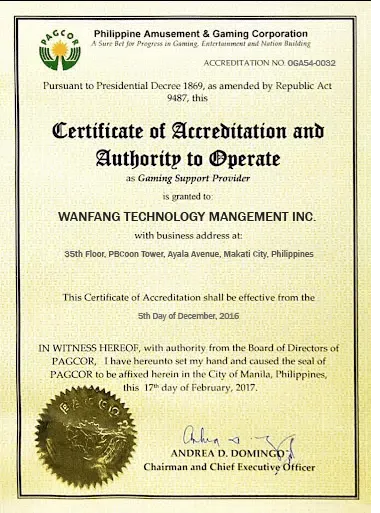 PAGCOR
Philippine Amusement & Gaming Corporation
A Sure Bet for Progress in Gaming, Entertainment and Nation Building
ACCREDITATION NO. OGA54-0032
Pursuant to Presidential Decree 1869, as amended by Republic Act
9487, this
Certificate of Accreditation and
Authority to Operate
as Gaming Support Provider
is granted to:
WANFANG TECHNOLOGY MANGEMENT INC.
with business address at:
35th Floor, PBCoon Tower, Ayala Avenue, Makati City, Philippines
This Certificate of Accreditation shall be effective from the
5th Day of December, 2016
IN WITNESS HEREOF, with authority from the Board of Directors of
PAGCOR, I have hereunto set my hand and caused the seal of
PAGCOR to be affixed herein in the City of Manila, Philippines,
this 17th day of February, 2017.
PAGCOR
ANDREA D. DOMINGO
Chairman and Chief Executive Officer